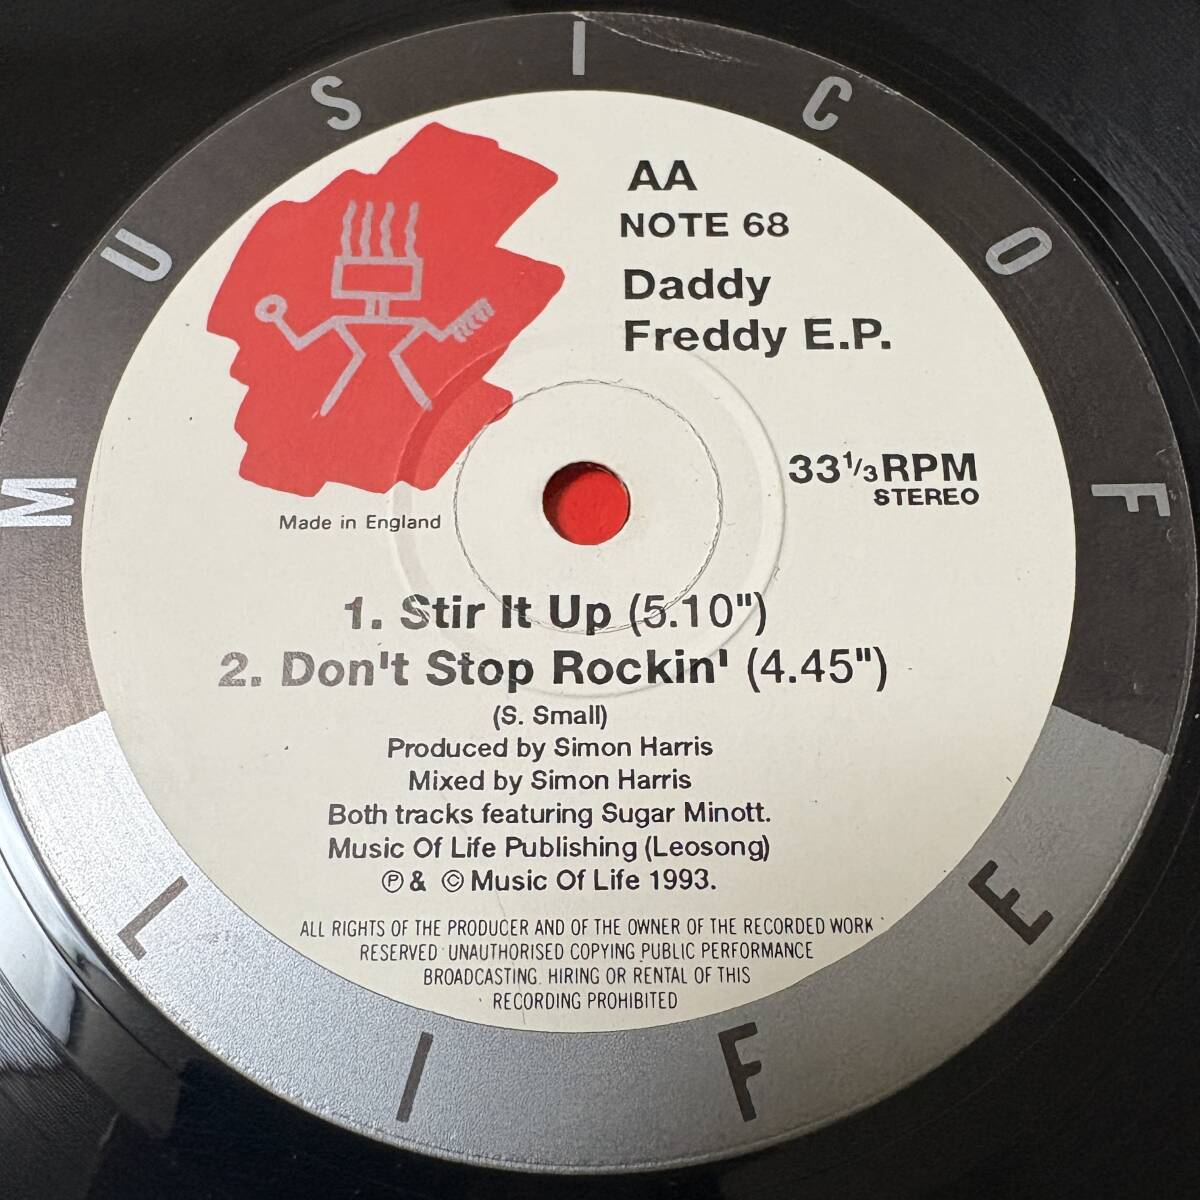 MUSIC OF LIFE
AA
NOTE 68
Daddy
Freddy E.P.
33 1/3 RPM
STEREO
Made in England
1. Stir It Up (5.10")
2. Don't Stop Rockin' (4.45")
(S. Small)
Produced by Simon Harris
Mixed by Simon Harris
Both tracks featuring Sugar Minott.
Music Of Life Publishing (Leosong)
℗ & © Music Of Life 1993.
ALL RIGHTS OF THE PRODUCER AND OF THE OWNER OF THE RECORDED WORK
RESERVED UNAUTHORISED COPYING PUBLIC PERFORMANCE
BROADCASTING. HIRING OR RENTAL OF THIS
RECORDING PROHIBITED